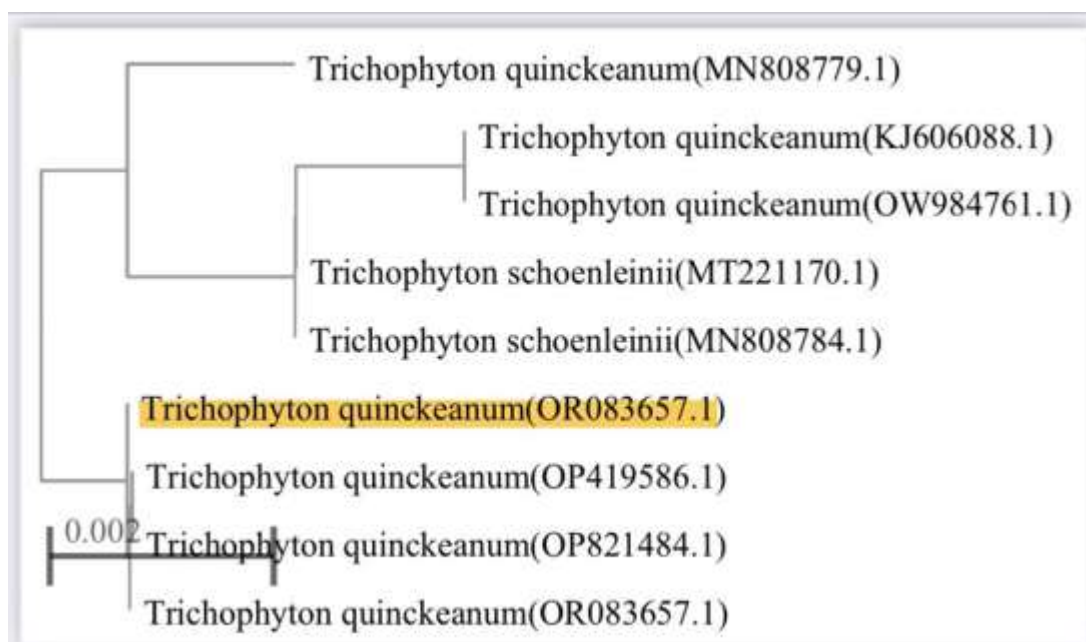 Trichophyton quinckeanum(MN808779.1)
Trichophyton quinckeanum(KJ606088.1)
Trichophyton quinckeanum(OW984761.1)
Trichophyton schoenleinii(MT221170.1)
Trichophyton schoenleinii(MN808784.1)
Trichophyton quinckeanum(OR083657.1)
Trichophyton quinckeanum(OP419586.1)
0.002
Trichophyton quinckeanum(OP821484.1)
Trichophyton quinckeanum(OR083657.1)